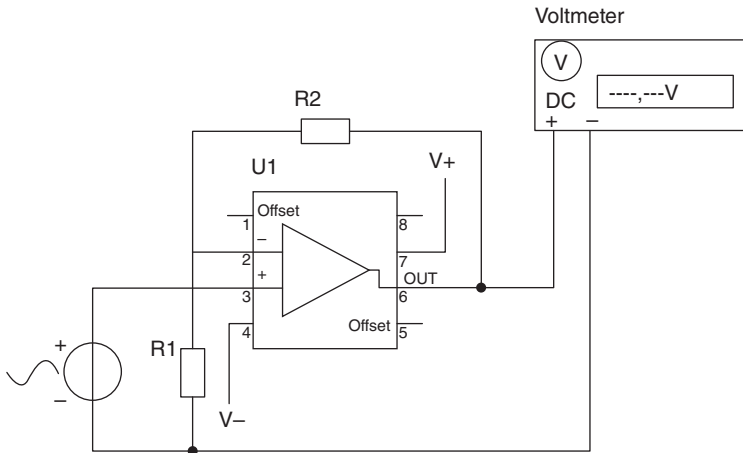 Voltmeter
V
DC
----,---V
+ –
R2
U1
V+
Offset
1
8
–
2
7
+
OUT
3
6
Offset
4
5
+
R1
–
V–